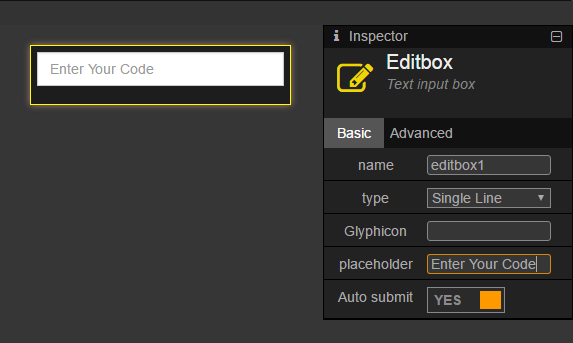 Enter Your Code
Inspector
Editbox
Text input box
Basic Advanced
name editbox1
type Single Line
Glyphicon
placeholder Enter Your Code
Auto submit YES